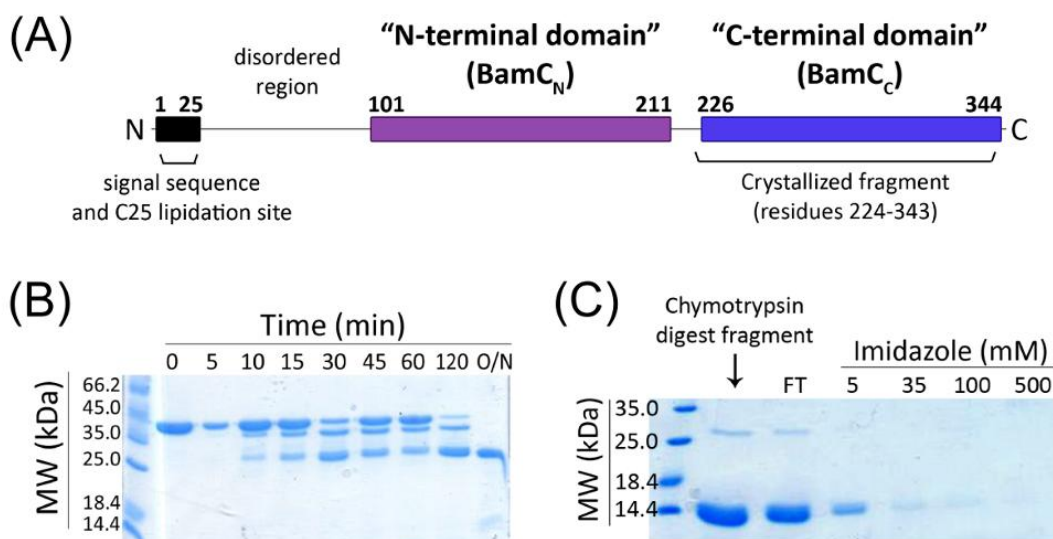 (A)
"N-terminal domain"
(BamC_N)
"C-terminal domain"
(BamC_C)
disordered
region
1 25
101 211
226 344
N
C
signal sequence
and C25 lipidation site
Crystallized fragment
(residues 224-343)
(B)
Time (min)
0 5 10 15 30 45 60 120 O/N
MW (kDa)
66.2
45.0
35.0
25.0
18.4
14.4
(C)
Chymotrypsin
digest fragment
Imidazole (mM)
FT 5 35 100 500
MW (kDa)
35.0
25.0
18.4
14.4